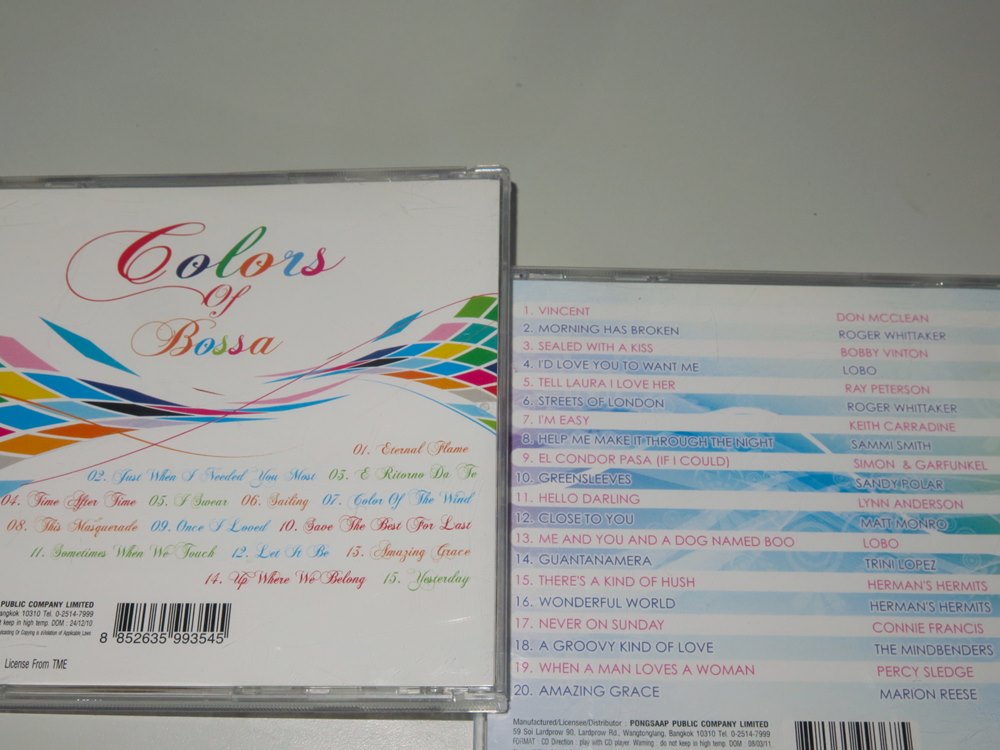 Colors
Of
Bossa
01. Eternal Flame
02. Just When I Needed You Most 03. E Ritorno Da Te
04. Time After Time 05. I Swear 06. Sailing 07. Color Of The Wind
08. This Masquerade 09. Once I Loved 10. Save The Best For Last
11. Sometimes When We Touch 12. Let It Be 13. Amazing Grace
14. Up Where We Belong 15. Yesterday
PUBLIC COMPANY LIMITED
angkok 10310 Tel. 0-2514-7999
t keep in high temp. DOM : 24/12/10
8 852635 993545
License From TME
1. VINCENT DON MCCLEAN
2. MORNING HAS BROKEN ROGER WHITTAKER
3. SEALED WITH A KISS BOBBY VINTON
4. I'D LOVE YOU TO WANT ME LOBO
5. TELL LAURA I LOVE HER RAY PETERSON
6. STREETS OF LONDON ROGER WHITTAKER
7. I'M EASY KEITH CARRADINE
8. HELP ME MAKE IT THROUGH THE NIGHT SAMMI SMITH
9. EL CONDOR PASA (IF I COULD) SIMON & GARFUNKEL
10. GREENSLEEVES SANDY POLAR
11. HELLO DARLING LYNN ANDERSON
12. CLOSE TO YOU MATT MONRO
13. ME AND YOU AND A DOG NAMED BOO LOBO
14. GUANTANAMERA TRINI LOPEZ
15. THERE'S A KIND OF HUSH HERMAN'S HERMITS
16. WONDERFUL WORLD HERMAN'S HERMITS
17. NEVER ON SUNDAY CONNIE FRANCIS
18. A GROOVY KIND OF LOVE THE MINDBENDERS
19. WHEN A MAN LOVES A WOMAN PERCY SLEDGE
20. AMAZING GRACE MARION REESE
Manufactured/Licensee/Distributor : PONGSAAP PUBLIC COMPANY LIMITED
59 Soi Lardprow 90, Lardprow Rd., Wangtonglang, Bangkok 10310 Tel. 0-2514-7999
FORMAT : CD Direction : play with CD player. Warning : do not keep in high temp. DOM : 08/03/11